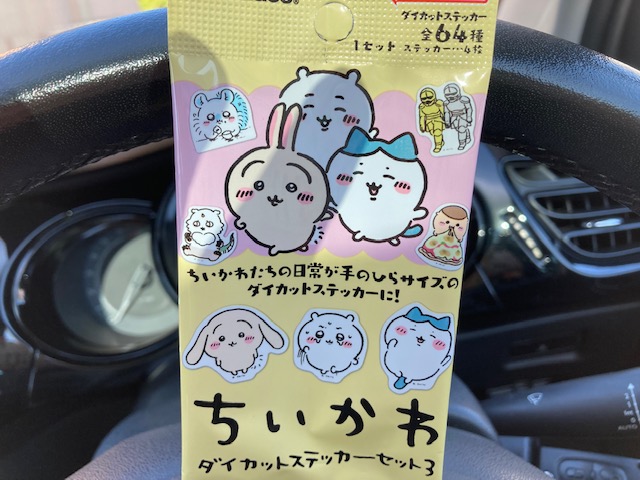 ダイカットステッカー
全64種
1セット ステッカー…4枚
ちいかわたちの日常が手のひらサイズの
ダイカットステッカーに!
ちいかわ
ダイカットステッカーセット3
AUTO